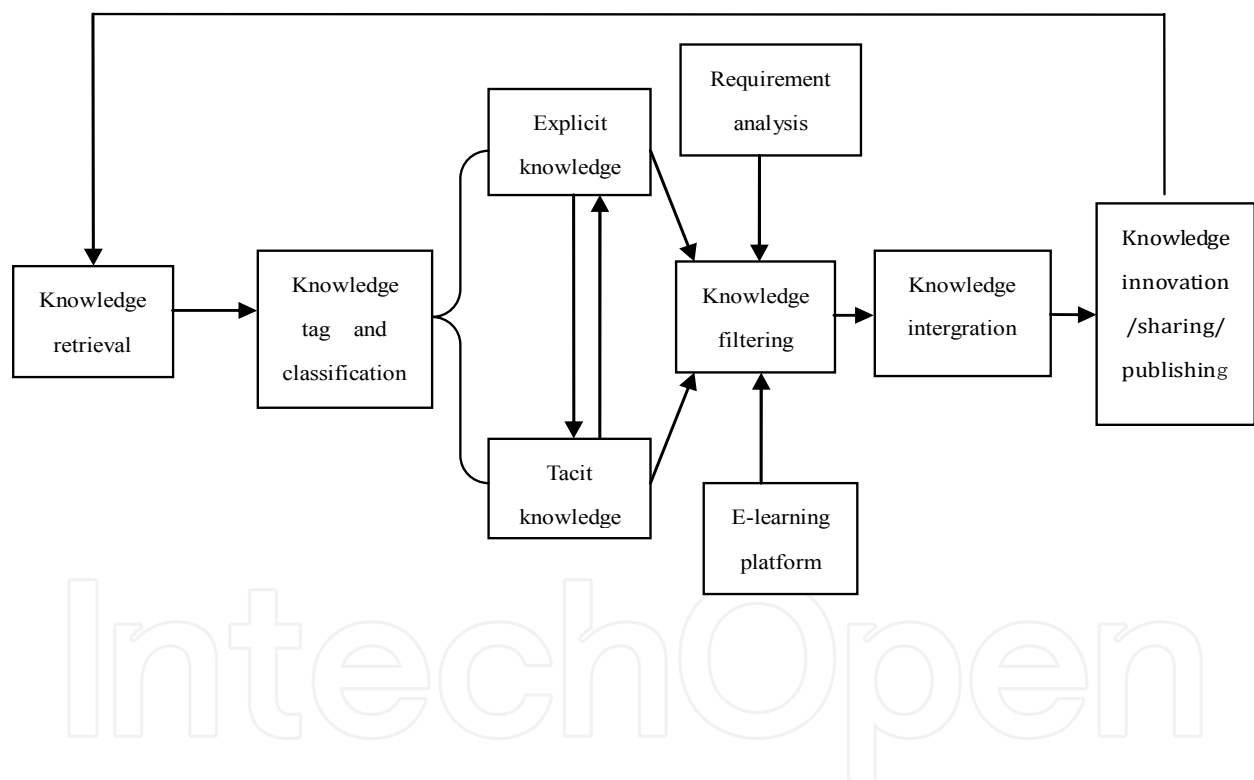 Requirement
analysis
Explicit
knowledge
Knowledge
retrieval
Knowledge
tag and
classification
Knowledge
filtering
Knowledge
intergration
Knowledge
innovation
/sharing/
publishing
Tacit
knowledge
E-learning
platform
IntechOpen